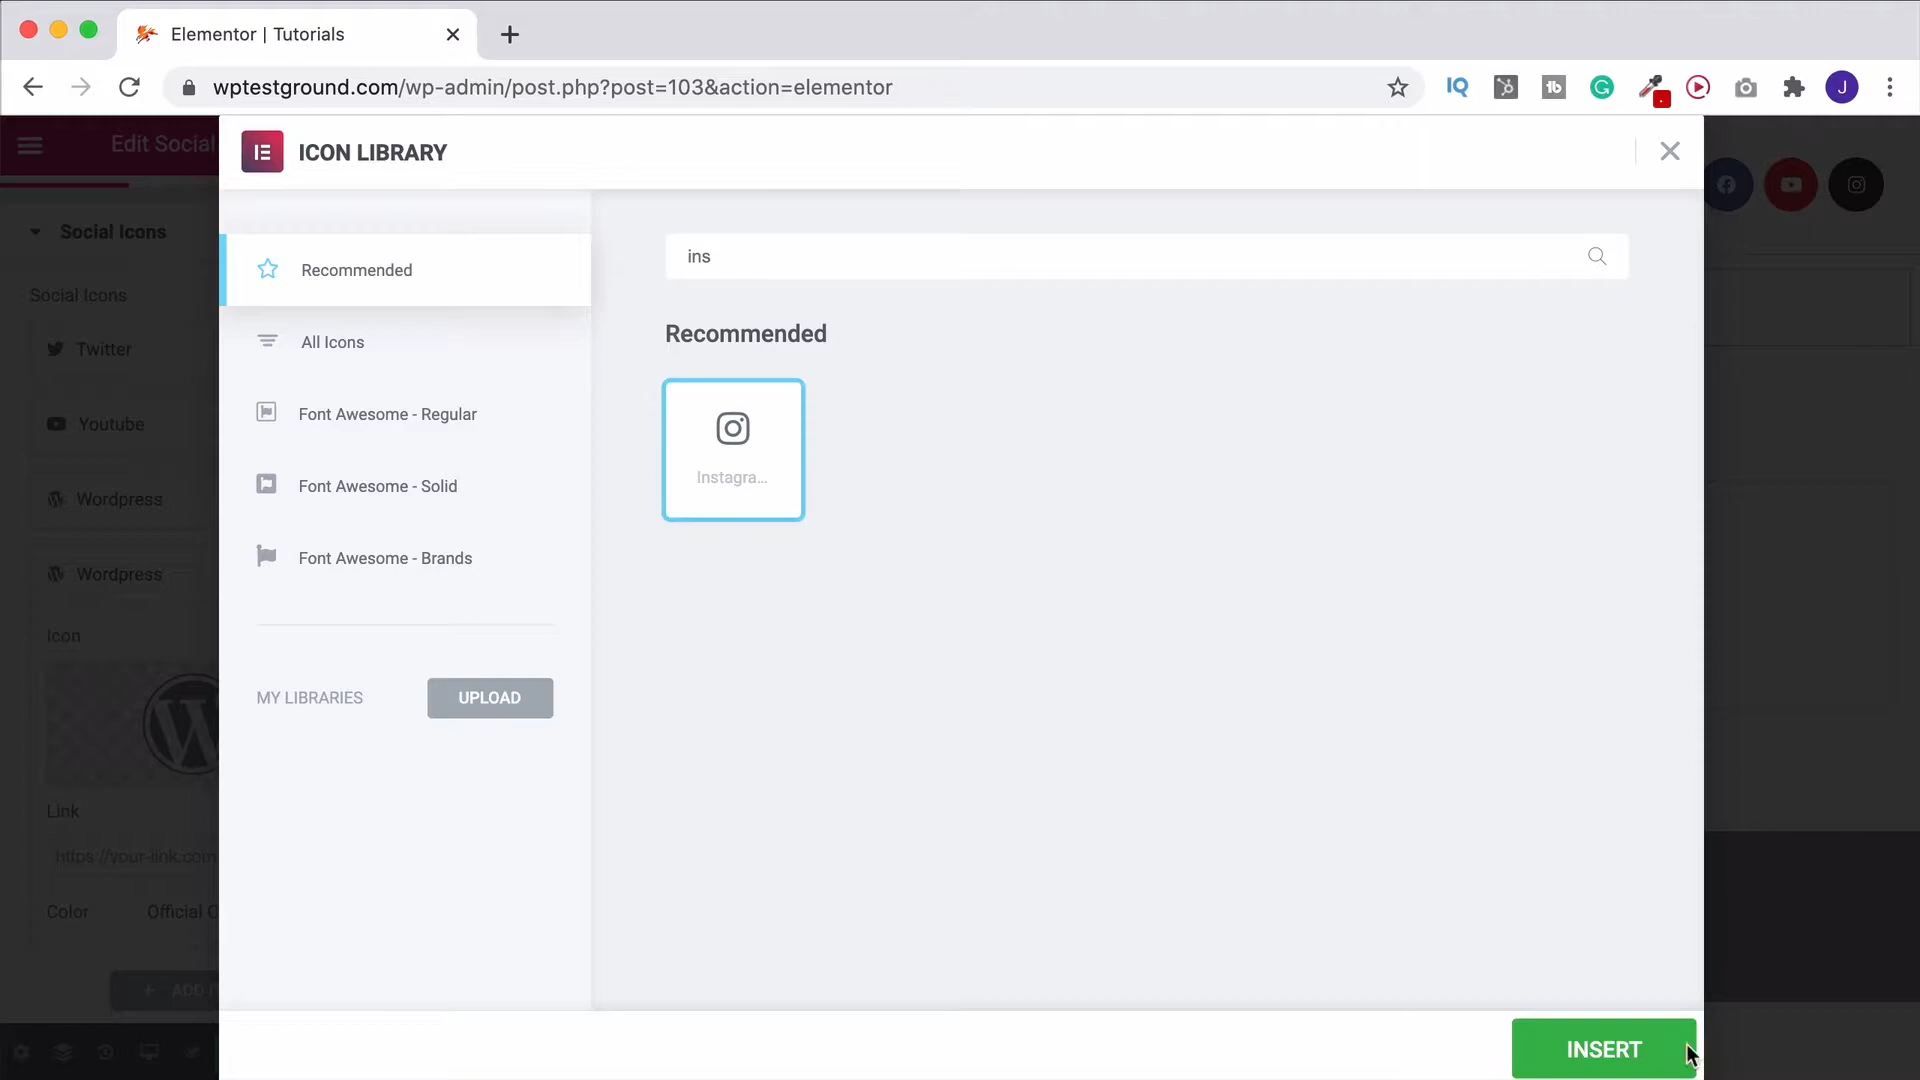 Elementor | Tutorials
wptestground.com/wp-admin/post.php?post=103&action=elementor
IQ
tb
J
Edit Social
ICON LIBRARY
Social Icons
Recommended
ins
Social Icons
All Icons
Recommended
Twitter
Font Awesome - Regular
Youtube
Instagra...
Font Awesome - Solid
Wordpress
Font Awesome - Brands
Wordpress
Icon
MY LIBRARIES
UPLOAD
Link
https://your-link.com
Color
Official C
+ ADD I
INSERT